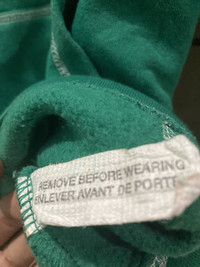 REMOVE BEFORE WEARING
ENLEVER AVANT DE PORTE